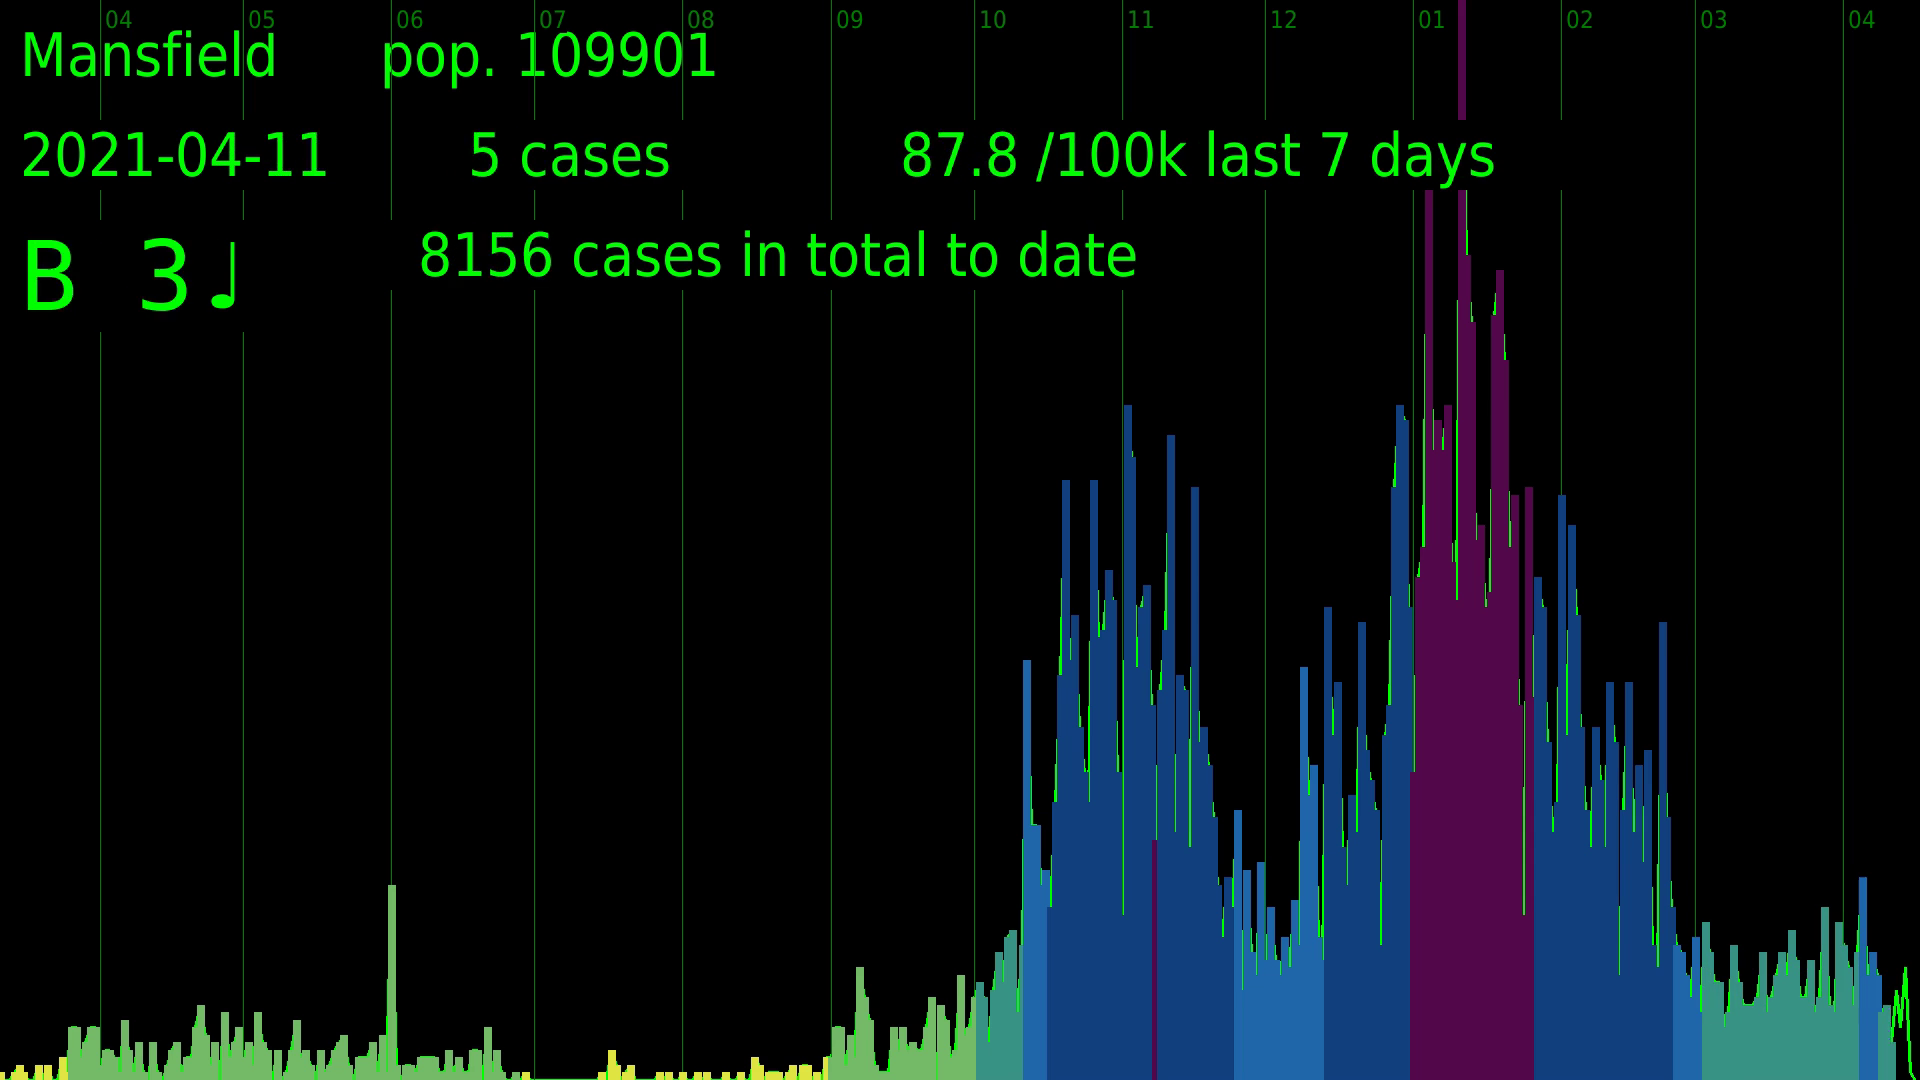 04 05 06 07 08 09 10 11 12 01 02 03 04
Mansfield pop. 109901
2021-04-11 5 cases 87.8 /100k last 7 days
B 3♩ 8156 cases in total to date